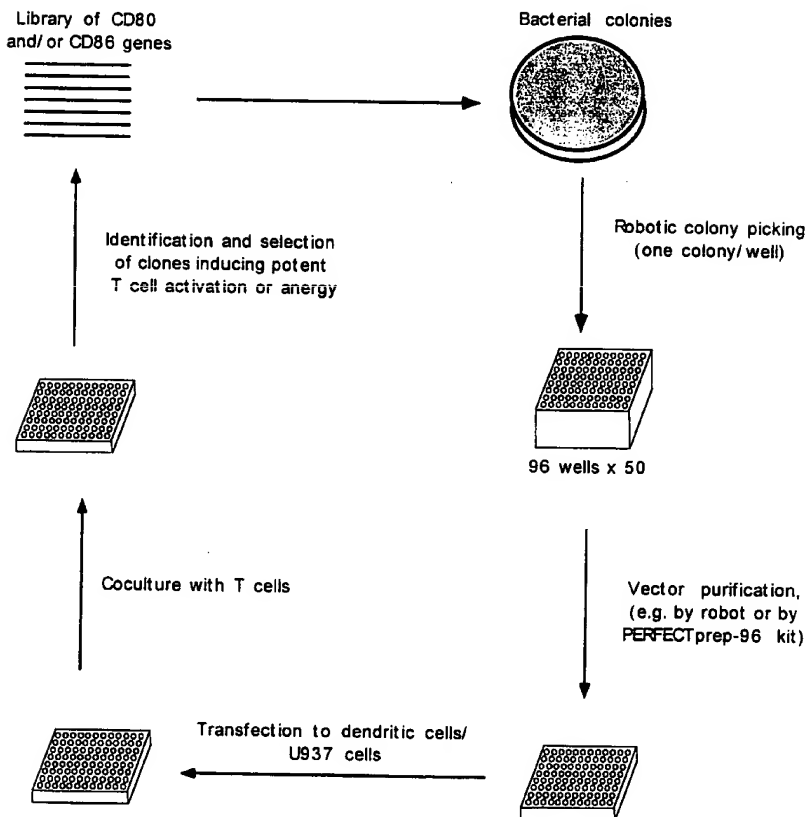 Library of CD80
and/or CD86 genes
Bacterial colonies
Robotic colony picking
(one colony/well)
96 wells x 50
Vector purification,
(e.g. by robot or by
PERFECTprep-96 kit)
Transfection to dendritic cells/
U937 cells
Coculture with T cells
Identification and selection
of clones inducing potent
T cell activation or anergy